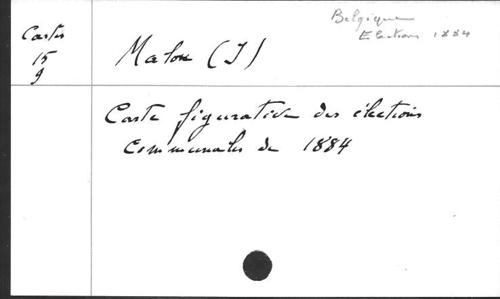 Belgique
Elections 1884
Cartes
15
9
Malou (J)
Carte figurative des élections
communales de 1884